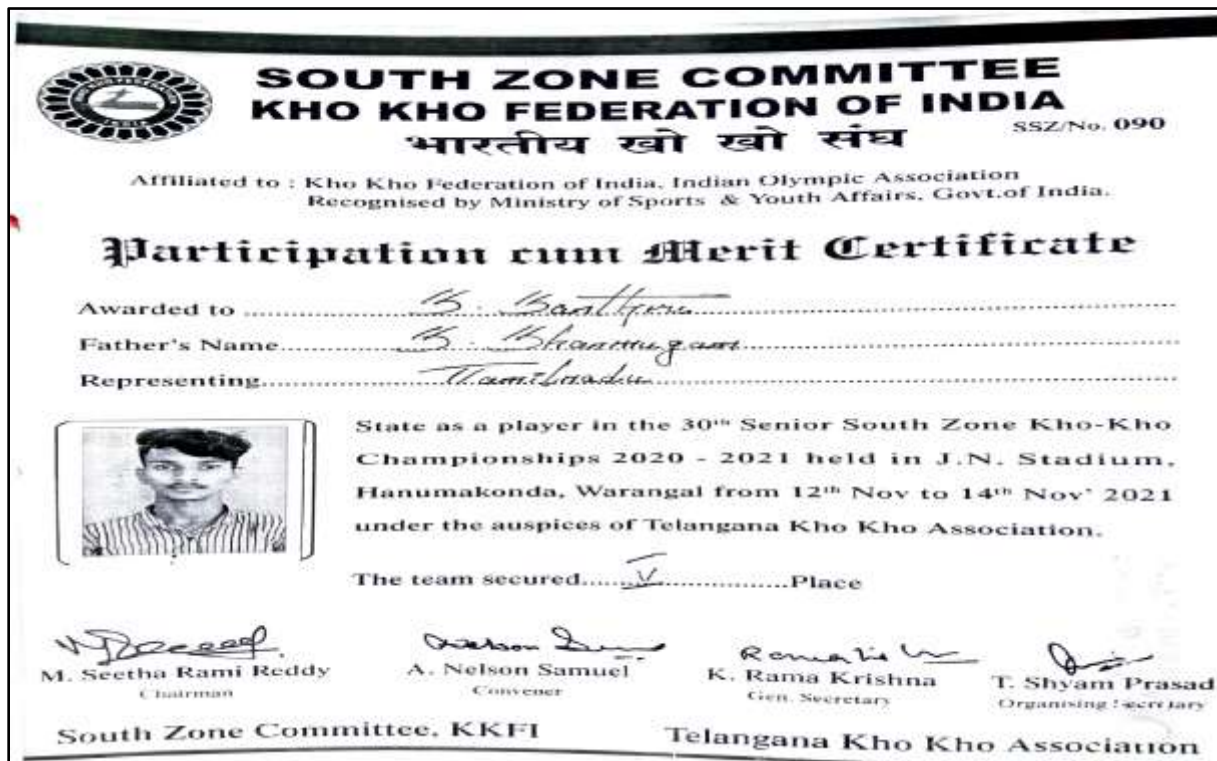 SOUTH ZONE COMMITTEE
KHO KHO FEDERATION OF INDIA
भारतीय खो खो संघ
SSZ/No. 090
Affiliated to : Kho Kho Federation of India, Indian Olympic Association
Recognised by Ministry of Sports & Youth Affairs, Govt.of India.
Participation cum Merit Certificate
Awarded to
Father's Name
Representing Tamilnadu
State as a player in the 30th Senior South Zone Kho-Kho
Championships 2020 - 2021 held in J.N. Stadium,
Hanumakonda, Warangal from 12th Nov to 14th Nov' 2021
under the auspices of Telangana Kho Kho Association.
The team secured V Place
M. Seetha Rami Reddy
Chairman
A. Nelson Samuel
Convener
K. Rama Krishna
Gen. Secretary
T. Shyam Prasad
Organising Secretary
South Zone Committee, KKFI
Telangana Kho Kho Association